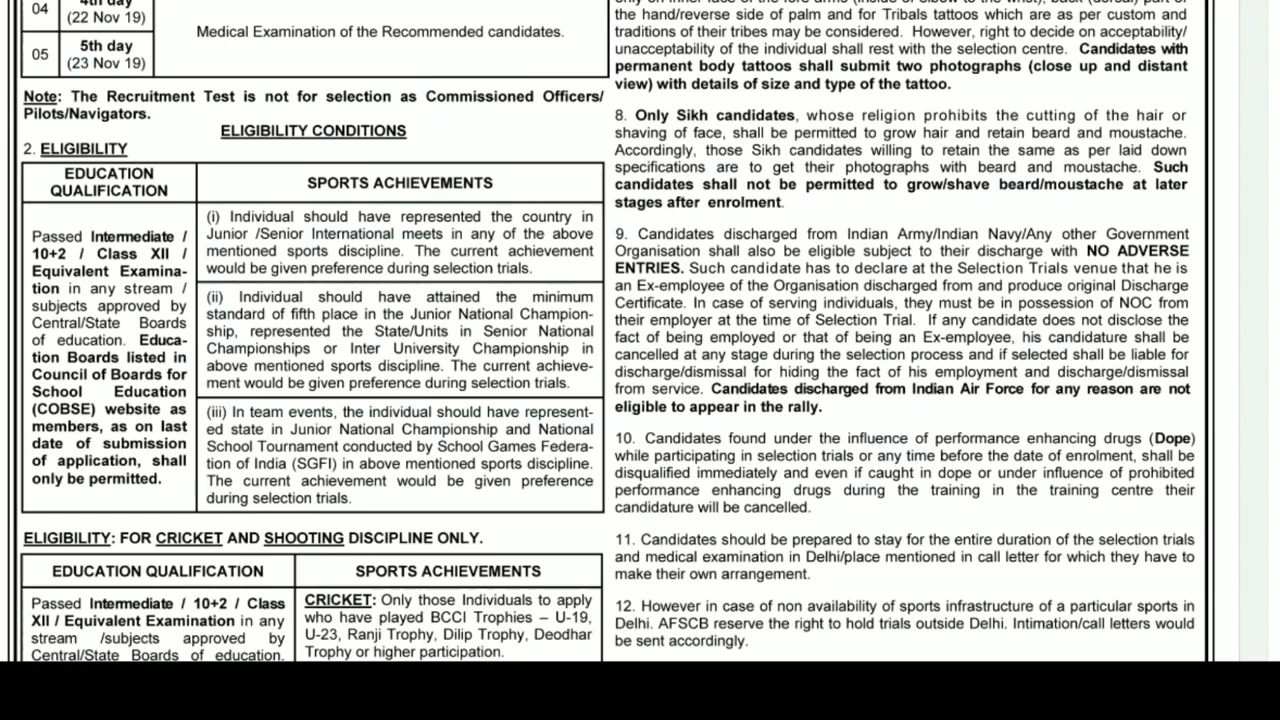 04
4th day
(22 Nov 19)
05
5th day
(23 Nov 19)
Medical Examination of the Recommended candidates.
Note: The Recruitment Test is not for selection as Commissioned Officers/
Pilots/Navigators.
ELIGIBILITY CONDITIONS
2. ELIGIBILITY
EDUCATION
QUALIFICATION
SPORTS ACHIEVEMENTS
Passed Intermediate /
10+2 / Class XII /
Equivalent Examina-
tion in any stream /
subjects approved by
Central/State Boards
of education. Educa-
tion Boards listed in
Council of Boards for
School Education
(COBSE) website as
members, as on last
date of submission
of application, shall
only be permitted.
(i) Individual should have represented the country in
Junior /Senior International meets in any of the above
mentioned sports discipline. The current achievement
would be given preference during selection trials.
(ii) Individual should have attained the minimum
standard of fifth place in the Junior National Champion-
ship, represented the State/Units in Senior National
Championships or Inter University Championship in
above mentioned sports discipline. The current achieve-
ment would be given preference during selection trials.
(iii) In team events, the individual should have represent-
ed state in Junior National Championship and National
School Tournament conducted by School Games Federa-
tion of India (SGFI) in above mentioned sports discipline.
The current achievement would be given preference
during selection trials.
ELIGIBILITY: FOR CRICKET AND SHOOTING DISCIPLINE ONLY.
EDUCATION QUALIFICATION
SPORTS ACHIEVEMENTS
Passed Intermediate / 10+2 / Class
XII / Equivalent Examination in any
stream /subjects approved by
Central/State Boards of education.
CRICKET: Only those Individuals to apply
who have played BCCI Trophies – U-19,
U-23, Ranji Trophy, Dilip Trophy, Deodhar
Trophy or higher participation.
only on inner face of the fore arms (inside of elbow to the wrist), back (dorsal) part of
the hand/reverse side of palm and for Tribals tattoos which are as per custom and
traditions of their tribes may be considered. However, right to decide on acceptability/
unacceptability of the individual shall rest with the selection centre. Candidates with
permanent body tattoos shall submit two photographs (close up and distant
view) with details of size and type of the tattoo.
8. Only Sikh candidates, whose religion prohibits the cutting of the hair or
shaving of face, shall be permitted to grow hair and retain beard and moustache.
Accordingly, those Sikh candidates willing to retain the same as per laid down
specifications are to get their photographs with beard and moustache. Such
candidates shall not be permitted to grow/shave beard/moustache at later
stages after enrolment.
9. Candidates discharged from Indian Army/Indian Navy/Any other Government
Organisation shall also be eligible subject to their discharge with NO ADVERSE
ENTRIES. Such candidate has to declare at the Selection Trials venue that he is
an Ex-employee of the Organisation discharged from and produce original Discharge
Certificate. In case of serving individuals, they must be in possession of NOC from
their employer at the time of Selection Trial. If any candidate does not disclose the
fact of being employed or that of being an Ex-employee, his candidature shall be
cancelled at any stage during the selection process and if selected shall be liable for
discharge/dismissal for hiding the fact of his employment and discharge/dismissal
from service. Candidates discharged from Indian Air Force for any reason are not
eligible to appear in the rally.
10. Candidates found under the influence of performance enhancing drugs (Dope)
while participating in selection trials or any time before the date of enrolment, shall be
disqualified immediately and even if caught in dope or under influence of prohibited
performance enhancing drugs during the training in the training centre their
candidature will be cancelled.
11. Candidates should be prepared to stay for the entire duration of the selection trials
and medical examination in Delhi/place mentioned in call letter for which they have to
make their own arrangement.
12. However in case of non availability of sports infrastructure of a particular sports in
Delhi. AFSCB reserve the right to hold trials outside Delhi. Intimation/call letters would
be sent accordingly.